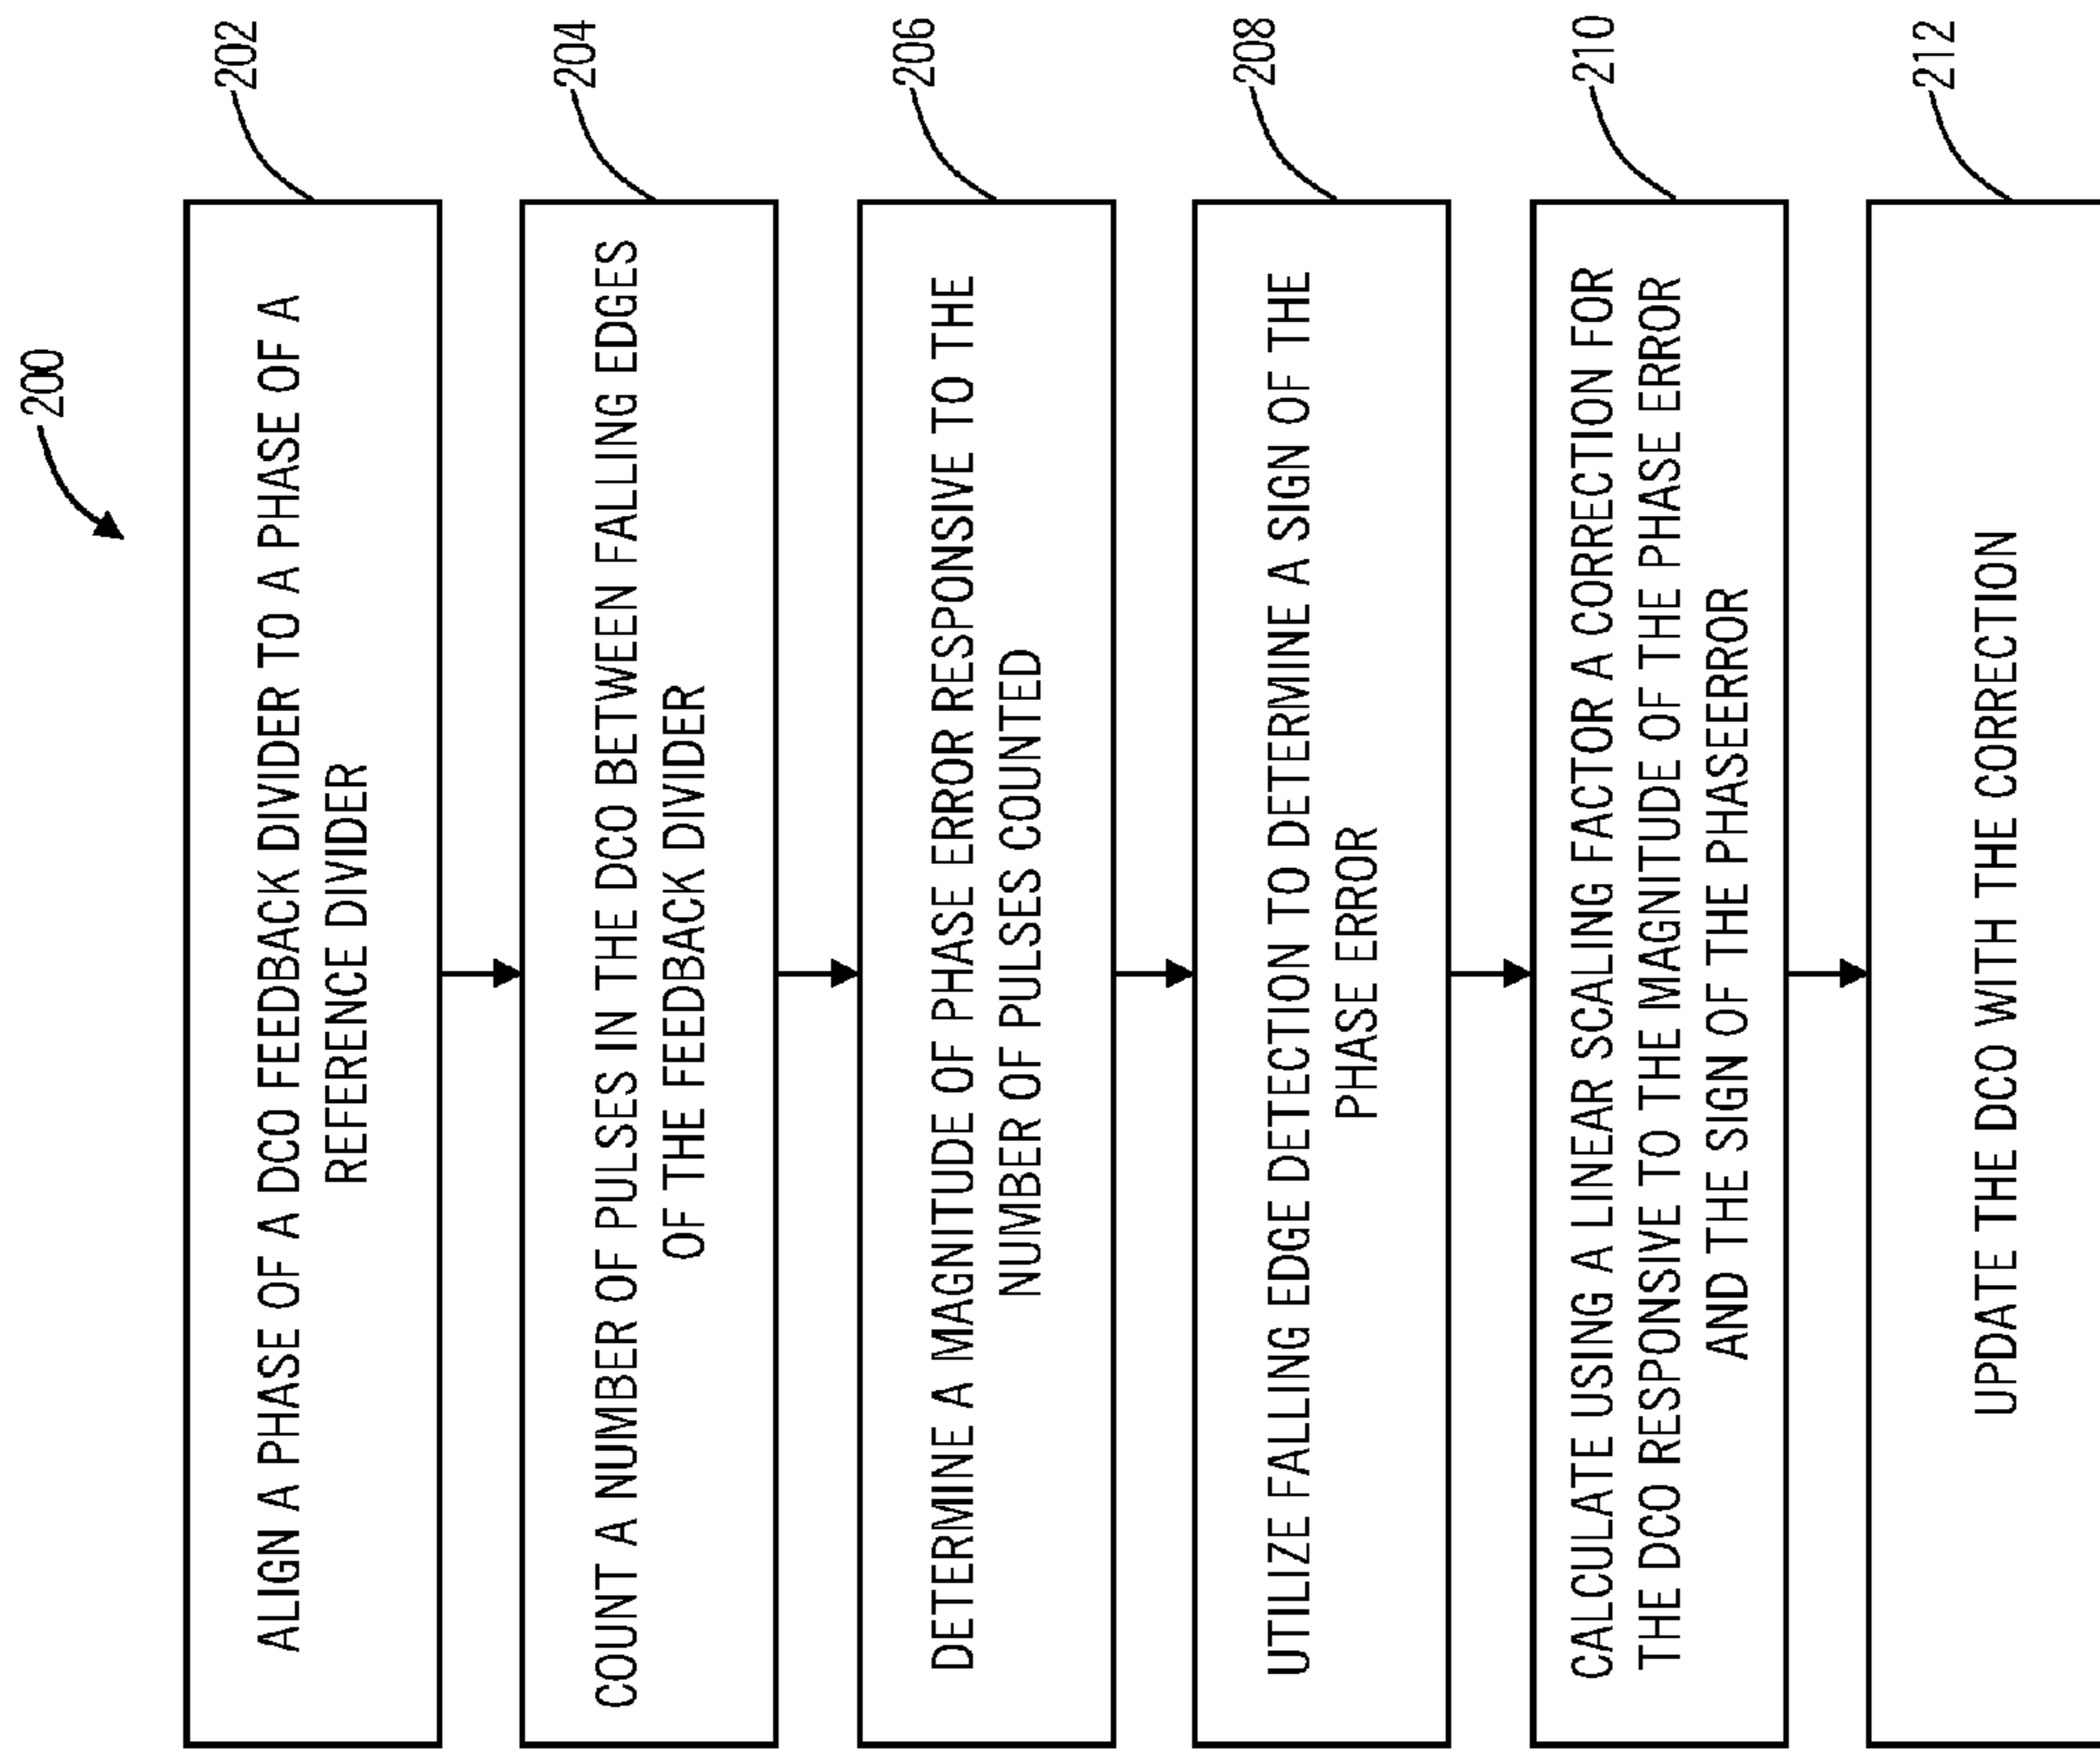 200
202
ALIGN A PHASE OF A DCO FEEDBACK DIVIDER TO A PHASE OF A
REFERENCE DIVIDER
204
COUNT A NUMBER OF PULSES IN THE DCO BETWEEN FALLING EDGES
OF THE FEEDBACK DIVIDER
206
DETERMINE A MAGNITUDE OF PHASE ERROR RESPONSIVE TO THE
NUMBER OF PULSES COUNTED
208
UTILIZE FALLING EDGE DETECTION TO DETERMINE A SIGN OF THE
PHASE ERROR
210
CALCULATE USING A LINEAR SCALING FACTOR A CORRECTION FOR
THE DCO RESPONSIVE TO THE MAGNITUDE OF THE PHASE ERROR
AND THE SIGN OF THE PHASEERROR
212
UPDATE THE DCO WITH THE CORRECTION